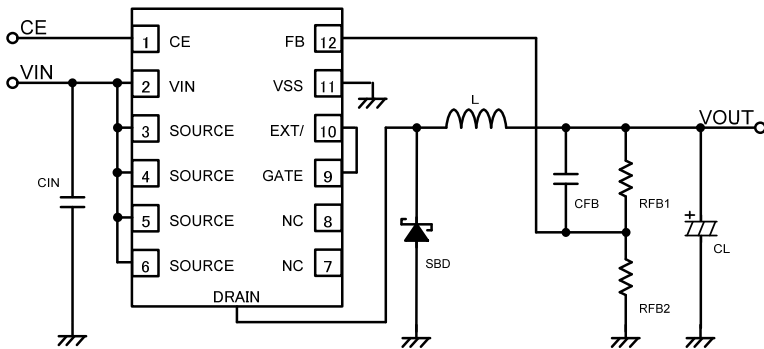 CE
VIN
1 CE FB 12
2 VIN VSS 11
3 SOURCE EXT/ 10
4 SOURCE GATE 9
5 SOURCE NC 8
6 SOURCE NC 7
DRAIN
CIN
L
VOUT
SBD
CFB
RFB1
RFB2
+
CL